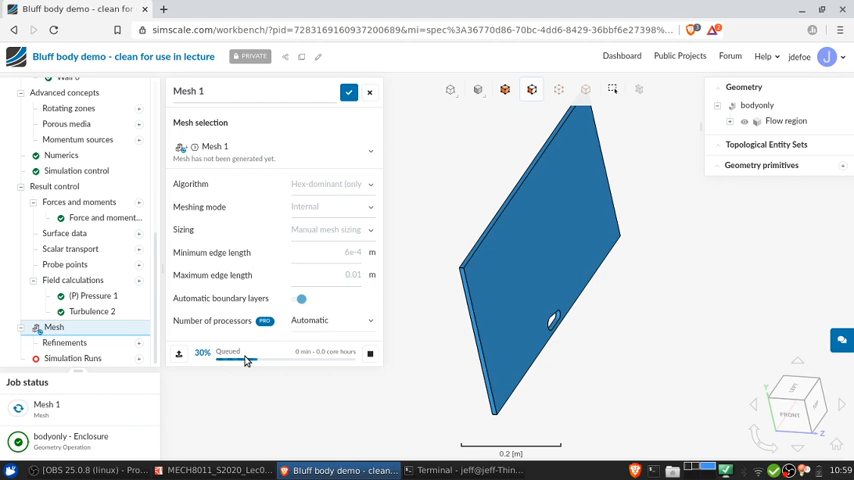 Bluff body demo - clean for use in lecture
simscale.com/workbench/?pid=728316916093720068​9&mi=spec%3A36770d86-70bc-4dd6-8429-36bbf6e27398%...
Bluff body demo - clean for use in lecture
PRIVATE
Dashboard
Public Projects
Forum
Help
jdefoe
J
Wall 6
Advanced concepts
Rotating zones
Porous media
Momentum sources
Numerics
Simulation control
Result control
Forces and moments
Force and moment...
Surface data
Scalar transport
Probe points
Field calculations
(P) Pressure 1
Turbulence 2
Mesh
Refinements
Simulation Runs
Job status
Mesh 1
Mesh
bodyonly - Enclosure
Geometry Operation
Mesh 1
Mesh selection
Mesh 1
Mesh has not been generated yet.
Algorithm Hex-dominant (only
Meshing mode Internal
Sizing Manual mesh sizing
Minimum edge length 6e-4 m
Maximum edge length 0.01 m
Automatic boundary layers
Number of processors PRO Automatic
30% Queued 0 min - 0.0 core hours
Geometry
bodyonly
Flow region
Topological Entity Sets
Geometry primitives
0.2 [m]
Y
Z
FRONT
[OBS 25.0.8 (linux) - Pro...
MECH8011_S2020_Lec0...
Bluff body demo - clean...
Terminal - jeff@jeff-Thin...
10:59